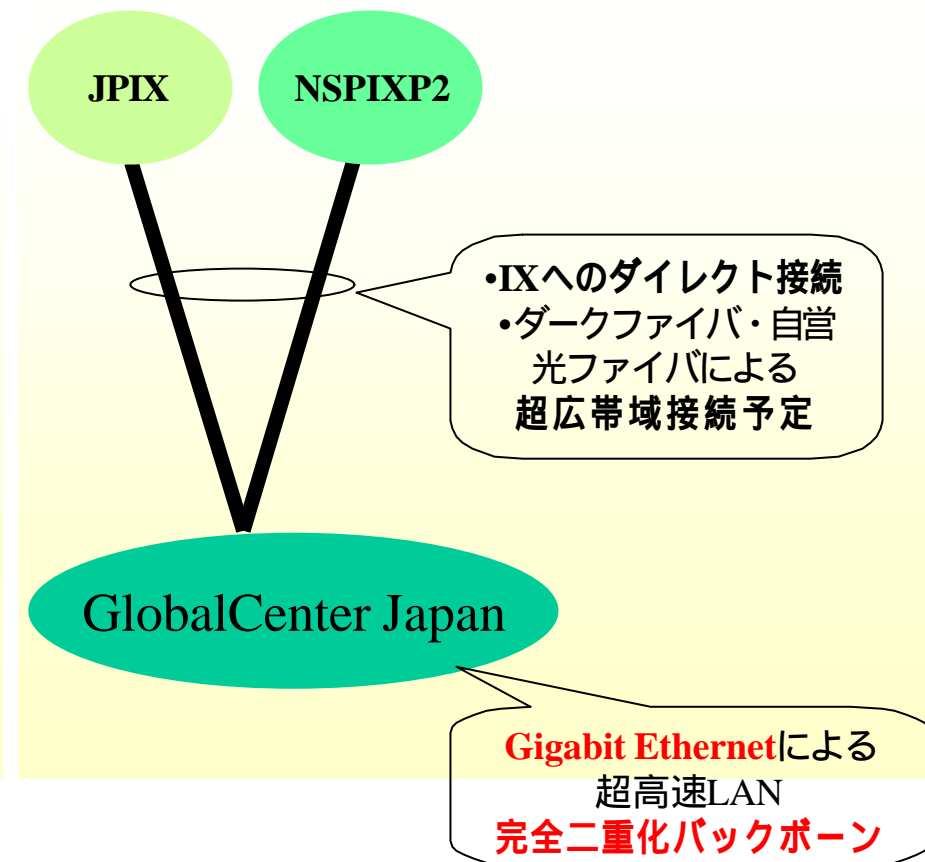 JPIX
NSPIXP2
•IXへのダイレクト接続
•ダークファイバ・自営
光ファイバによる
超広帯域接続予定
GlobalCenter Japan
Gigabit Ethernetによる
超高速LAN
完全二重化バックボーン